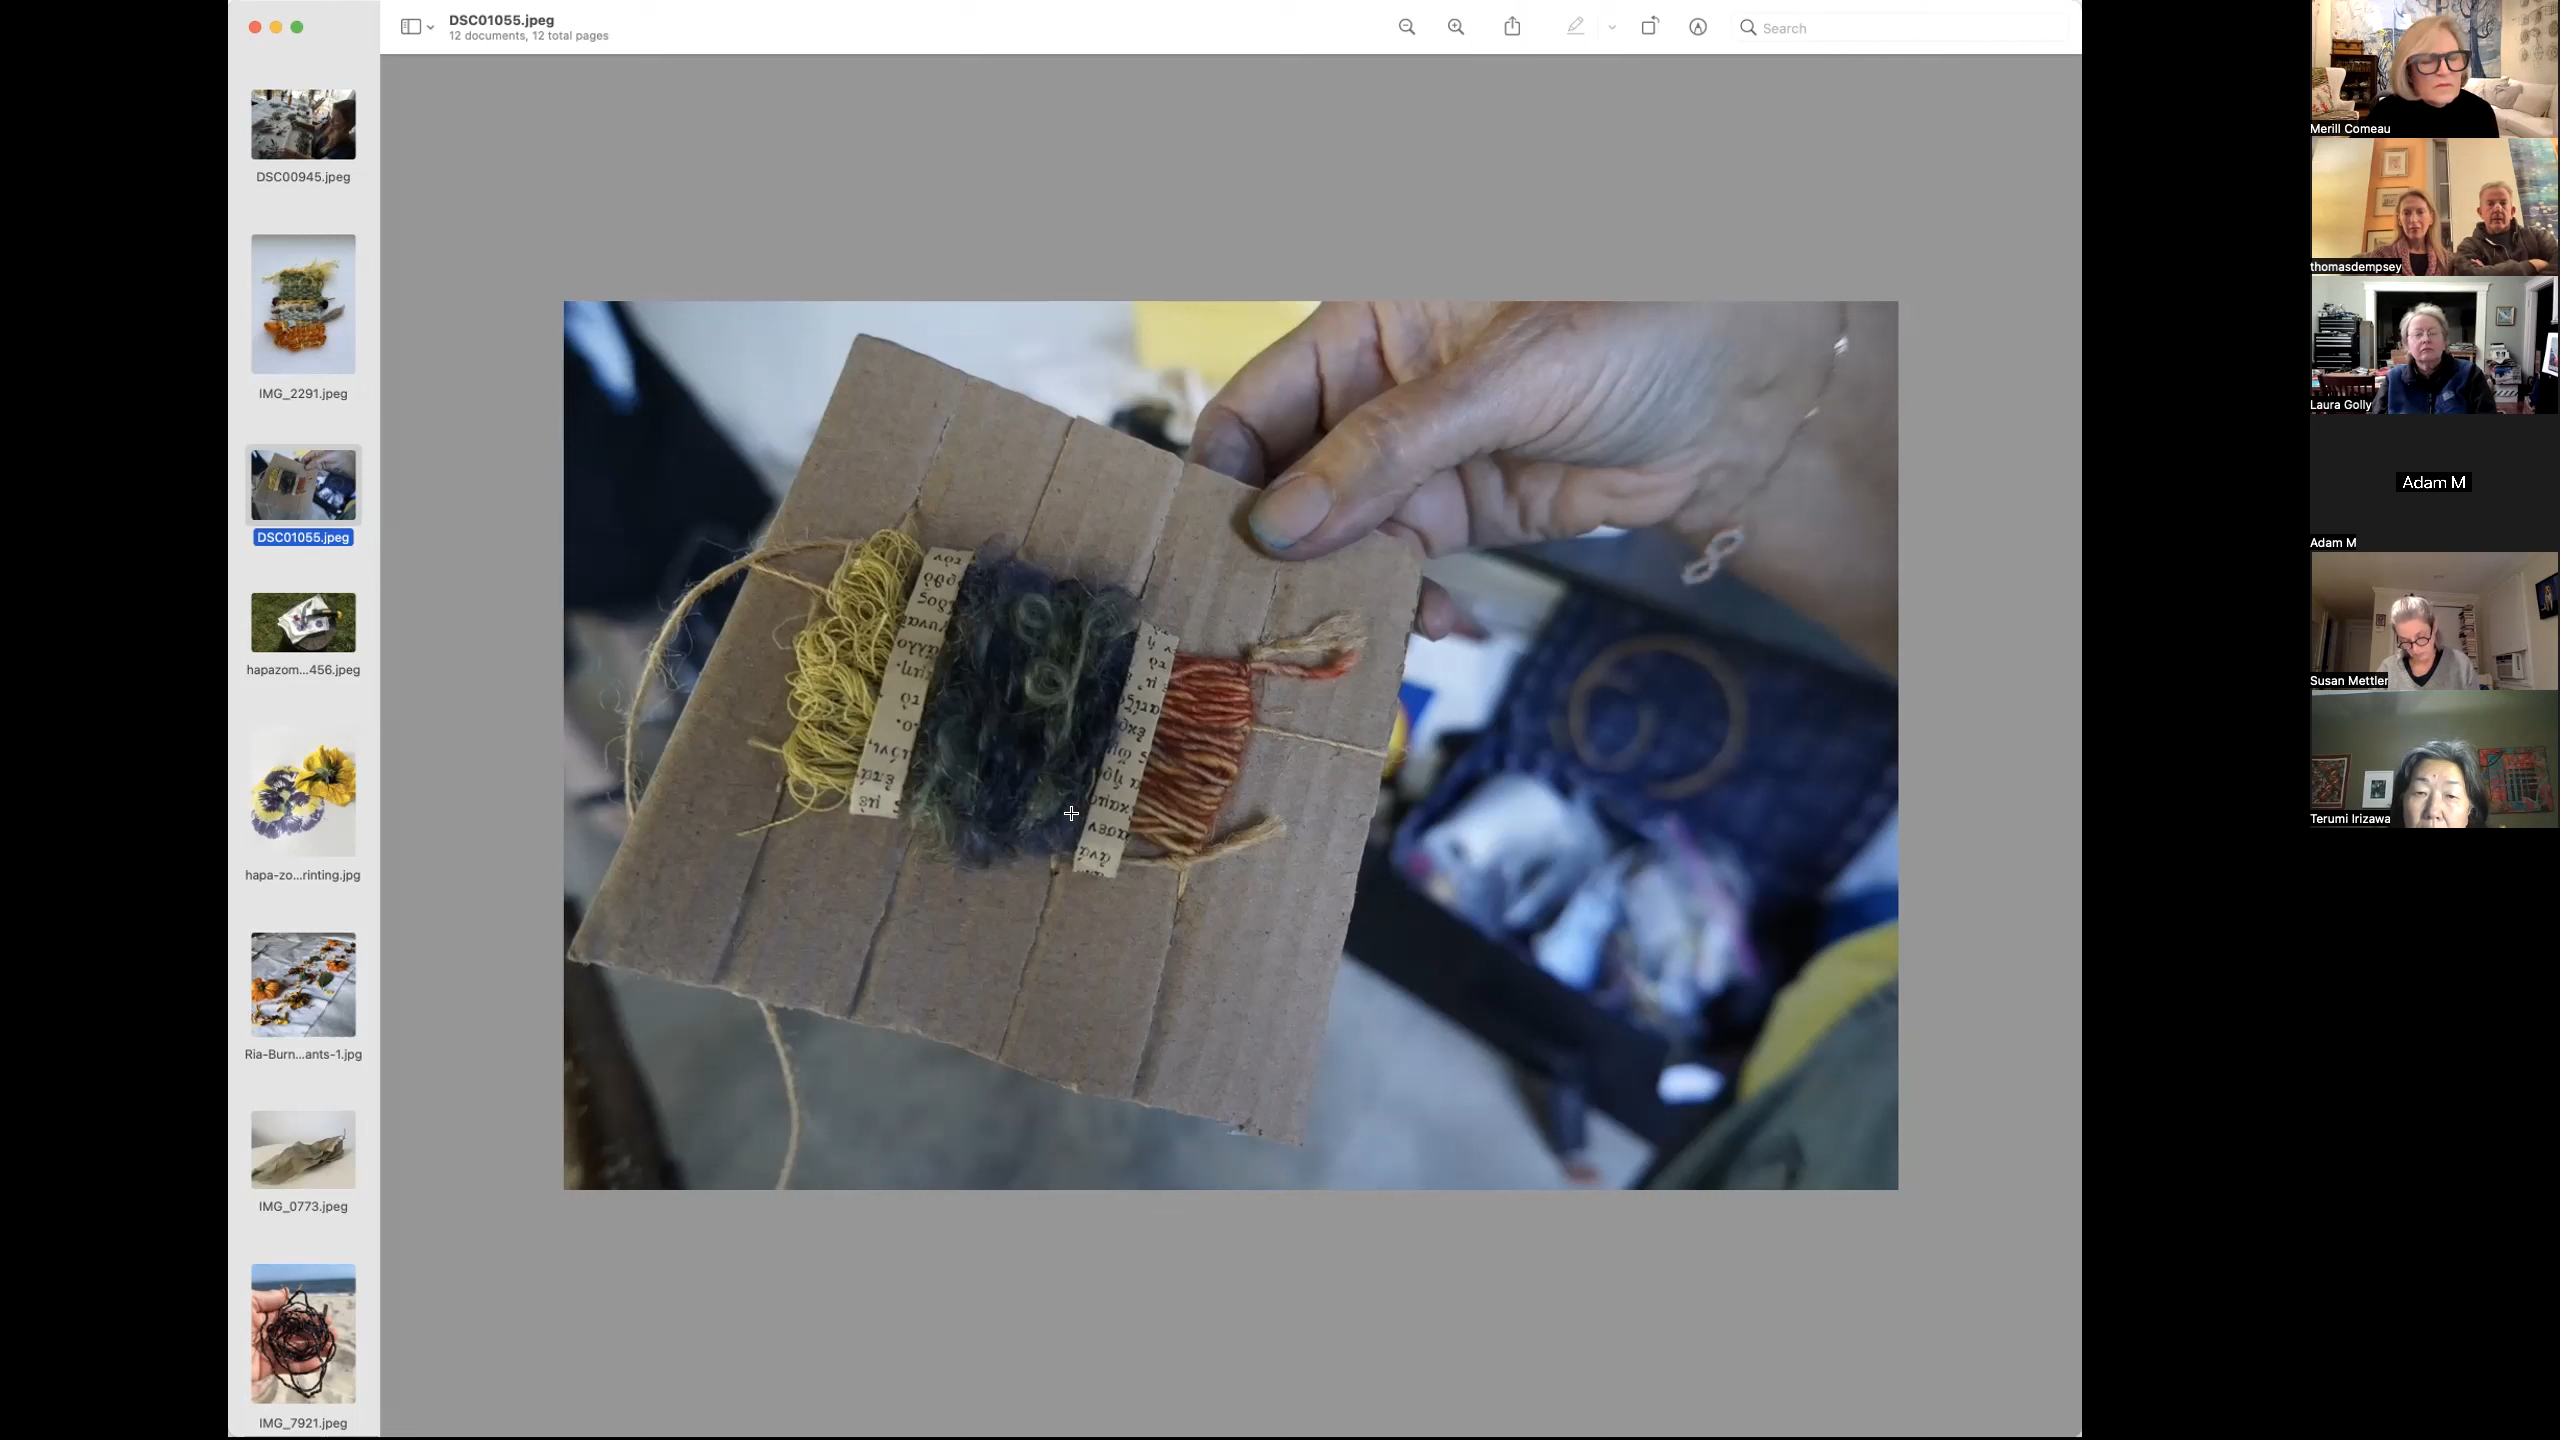 DSC01055.jpeg
12 documents, 12 total pages
Search
DSC00945.jpeg
IMG_2291.jpeg
DSC01055.jpeg
hapazom...456.jpeg
hapa-zo...rinting.jpg
Ria-Burn...ants-1.jpg
IMG_0773.jpeg
IMG_7921.jpeg
Merill Comeau
thomasdempsey
Laura Golly
Adam M
Adam M
Susan Mettler
Terumi Irizawa